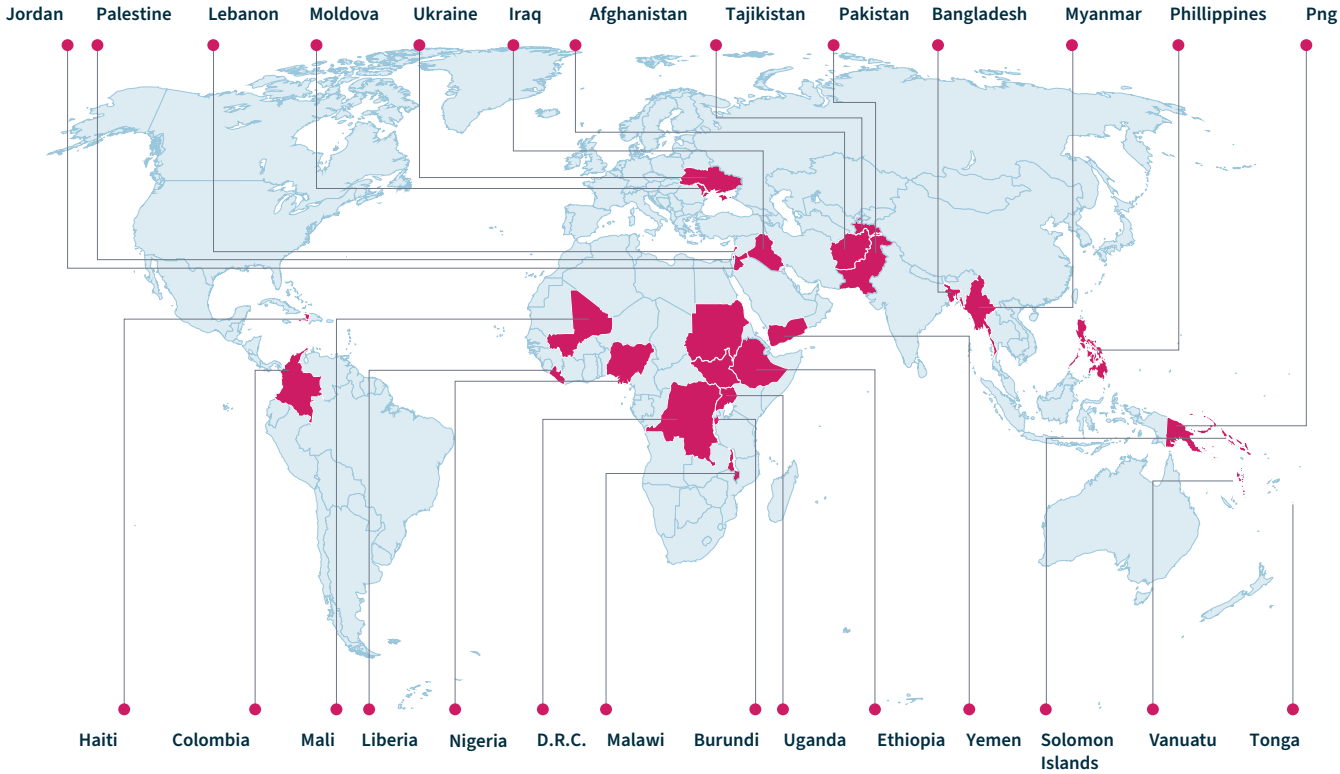 Jordan
Palestine
Lebanon
Moldova
Ukraine
Iraq
Afghanistan
Tajikistan
Pakistan
Bangladesh
Myanmar
Phillippines
Png
Haiti
Colombia
Mali
Liberia
Nigeria
D.R.C.
Malawi
Burundi
Uganda
Ethiopia
Yemen
Solomon
Islands
Vanuatu
Tonga